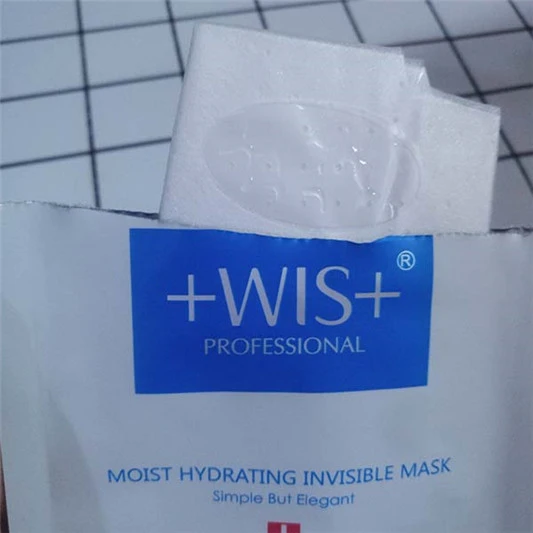 +WIS+®
PROFESSIONAL
MOIST HYDRATING INVISIBLE MASK
Simple But Elegant